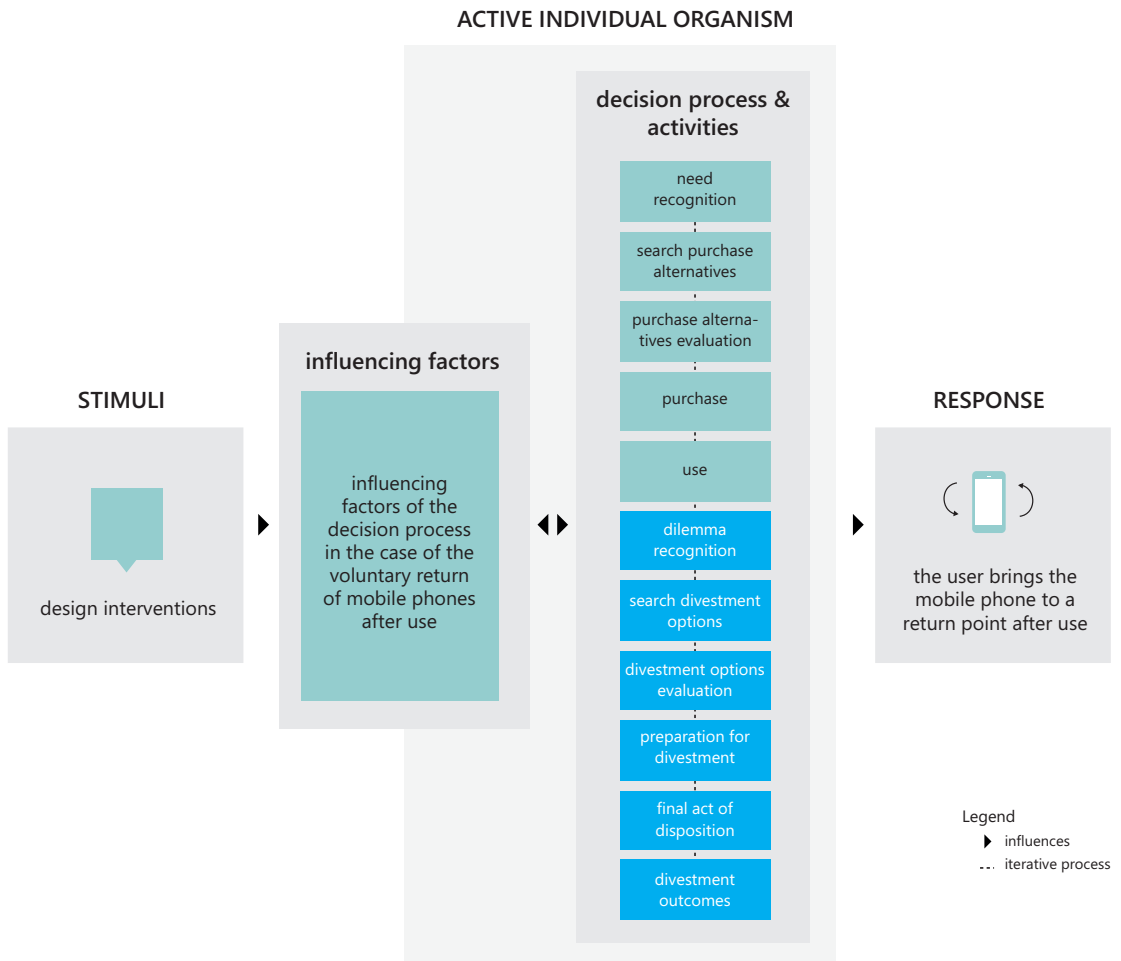 ACTIVE INDIVIDUAL ORGANISM
STIMULI
design interventions
influencing factors
influencing
factors of the
decision process
in the case of the
voluntary return
of mobile phones
after use
decision process &
activities
need
recognition
search purchase
alternatives
purchase alterna-
tives evaluation
purchase
use
dilemma
recognition
search divestment
options
divestment options
evaluation
preparation for
divestment
final act of
disposition
divestment
outcomes
RESPONSE
the user brings the
mobile phone to a
return point after use
Legend
influences
iterative process